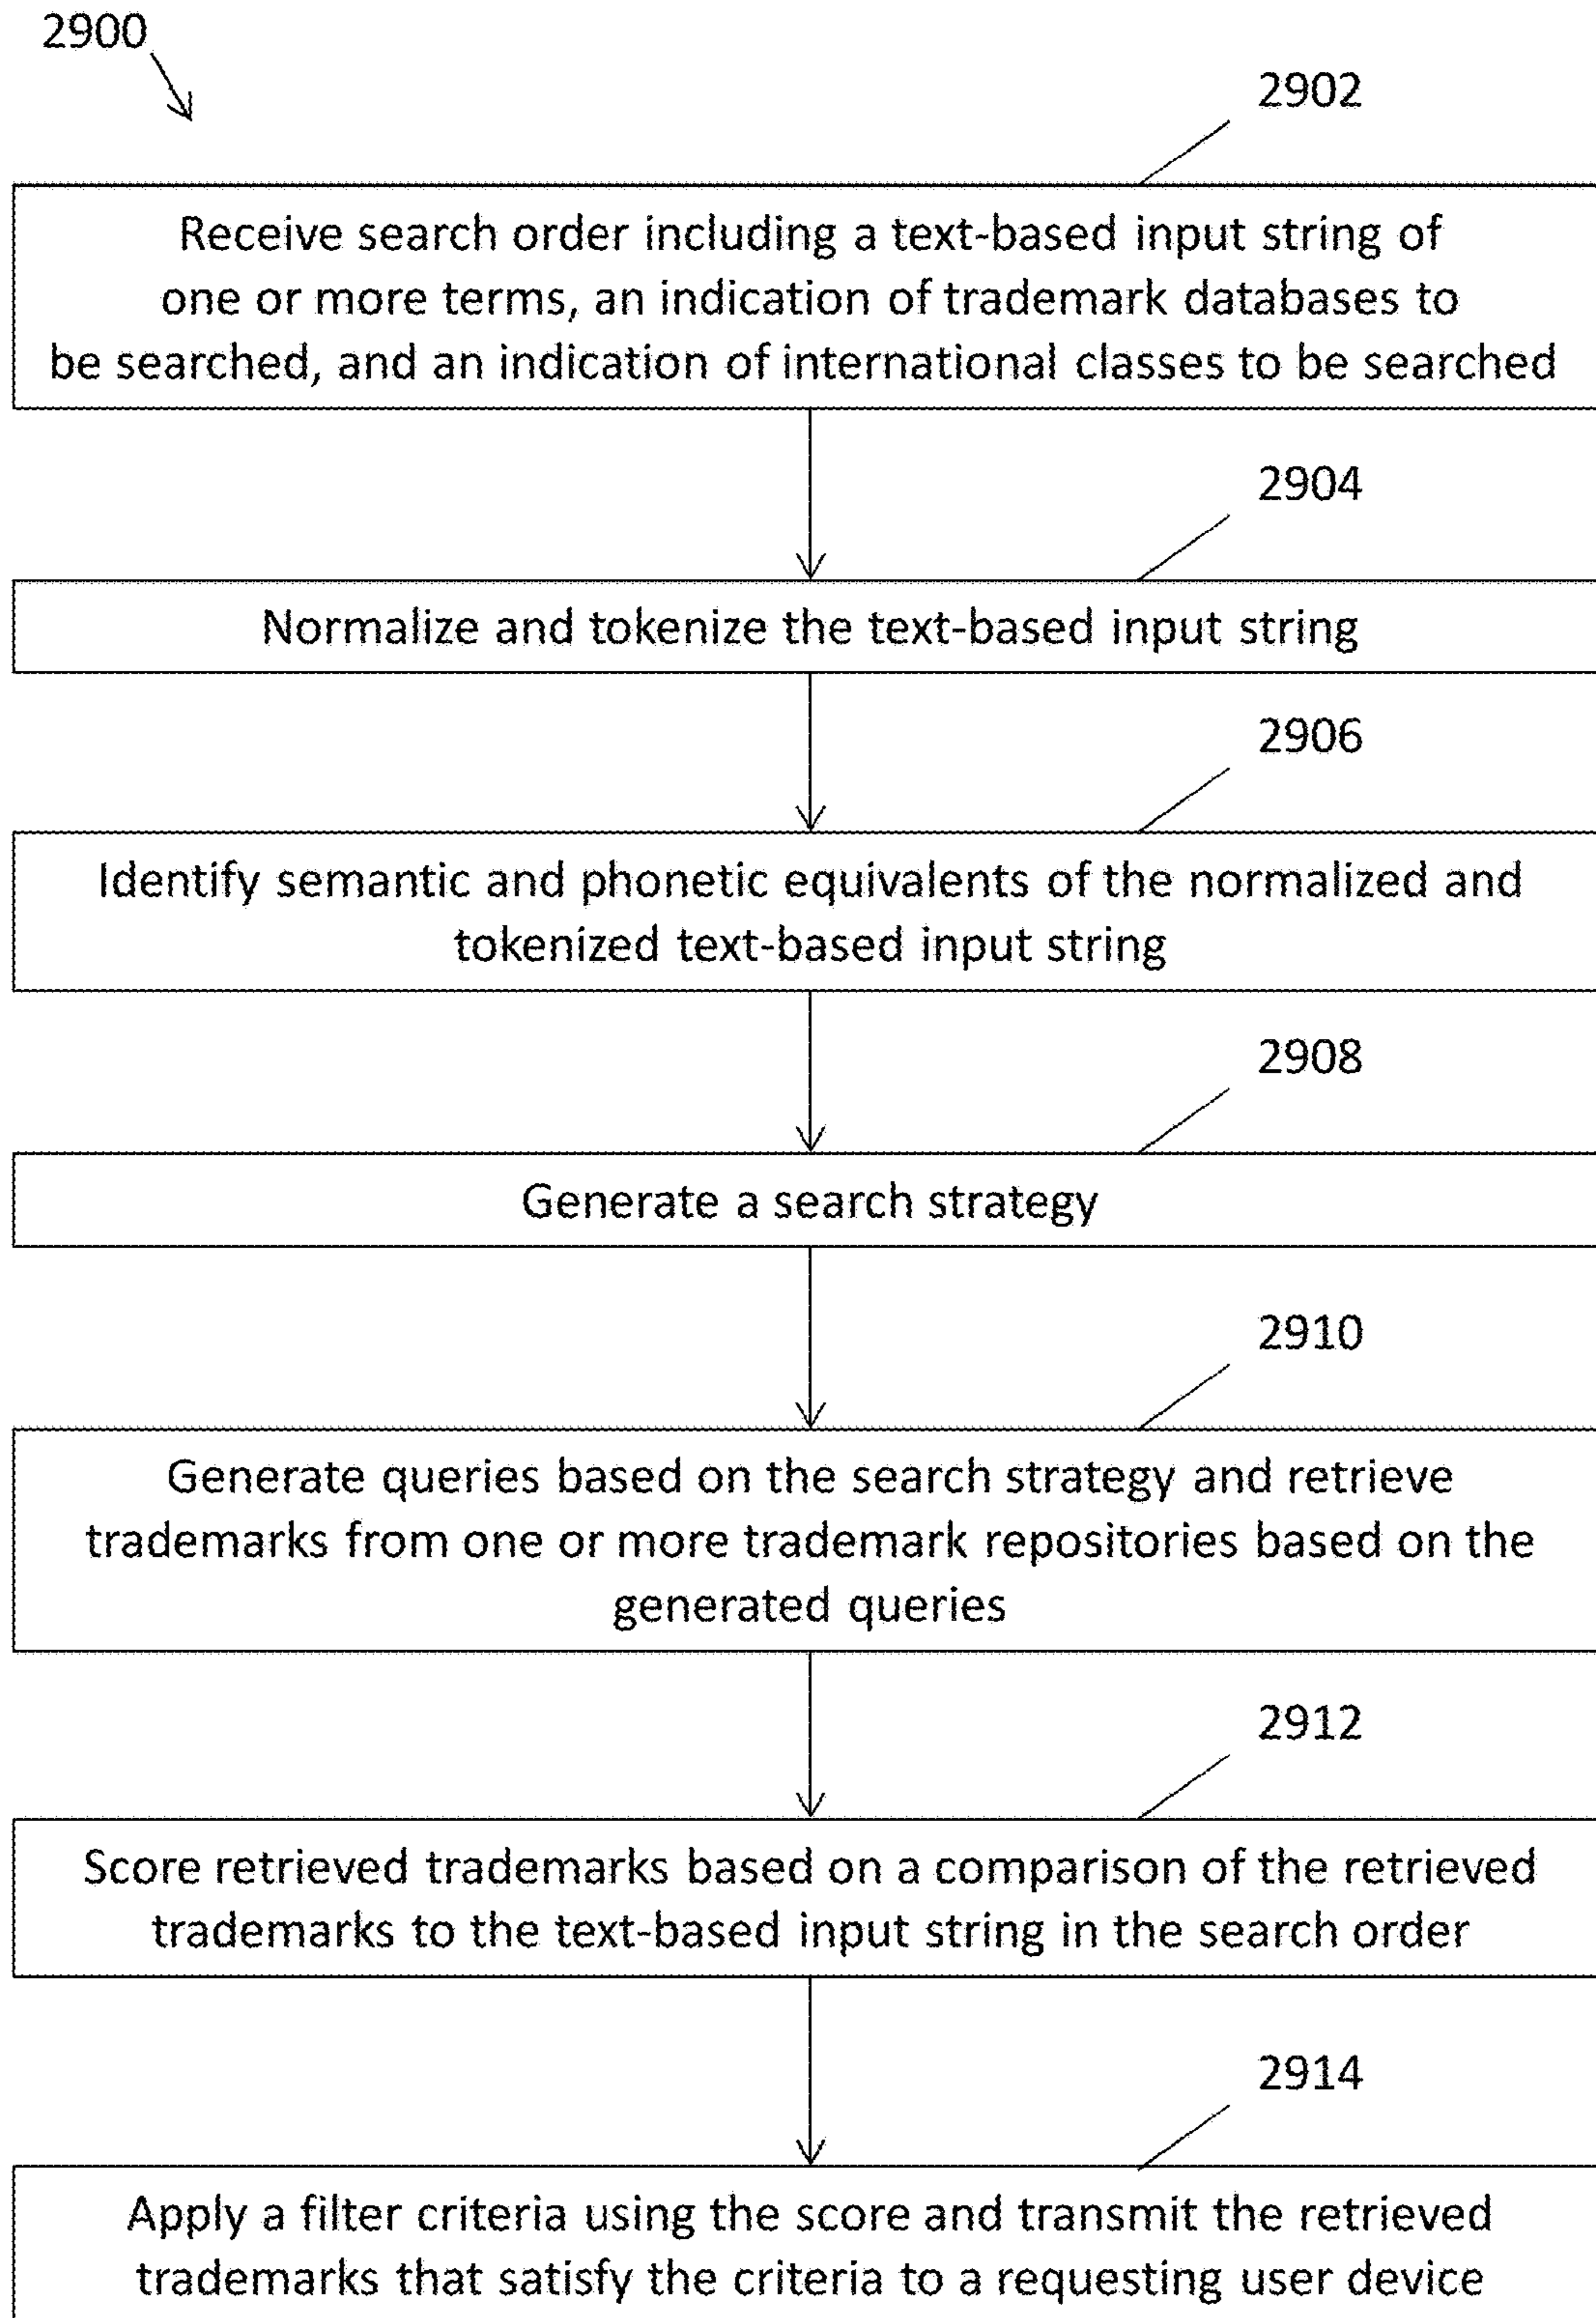 2900
2902
Receive search order including a text-based input string of
one or more terms, an indication of trademark databases to
be searched, and an indication of international classes to be searched
2904
Normalize and tokenize the text-based input string
2906
Identify semantic and phonetic equivalents of the normalized and
tokenized text-based input string
2908
Generate a search strategy
2910
Generate queries based on the search strategy and retrieve
trademarks from one or more trademark repositories based on the
generated queries
2912
Score retrieved trademarks based on a comparison of the retrieved
trademarks to the text-based input string in the search order
2914
Apply a filter criteria using the score and transmit the retrieved
trademarks that satisfy the criteria to a requesting user device